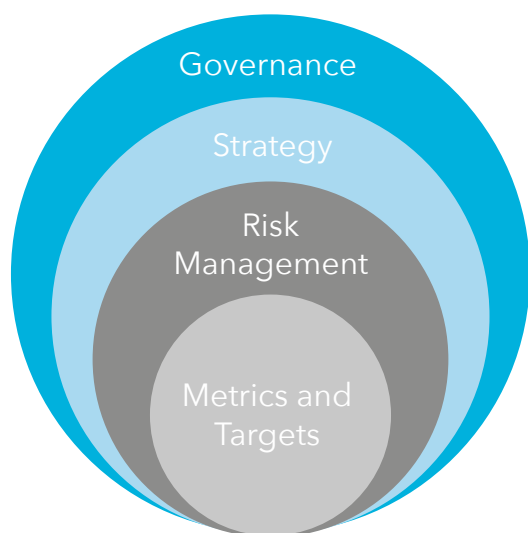 Governance
Strategy
Risk
Management
Metrics and
Targets